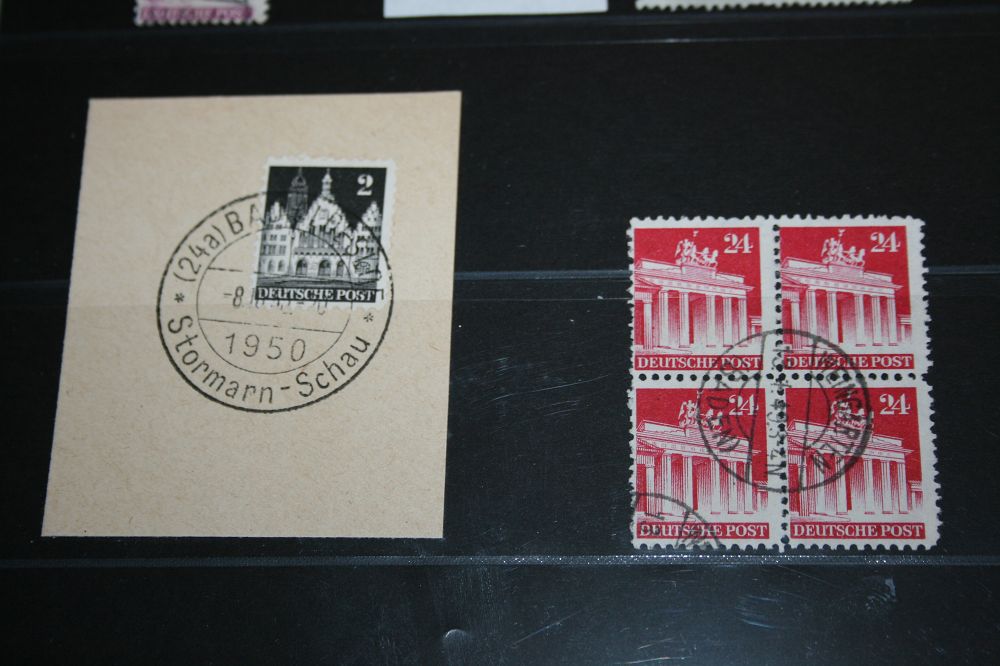 2
DEUTSCHE POST
(24a) BA
1950
* Stormarn-Schau *
24
24
DEUTSCHE POST
DEUTSCHE POST
24
24
DEUTSCHE POST
DEUTSCHE POST
WEINGARTEN